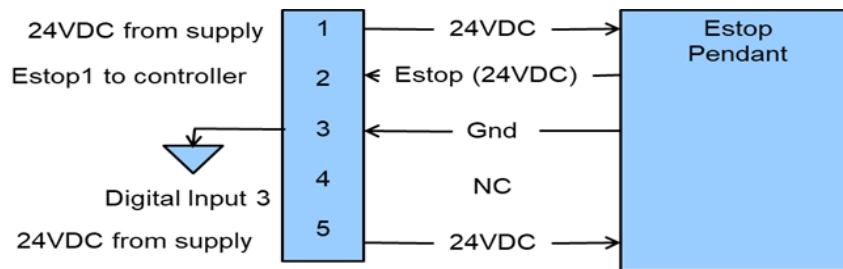 24VDC from supply 1 24VDC Estop
Pendant
Estop1 to controller 2 Estop (24VDC)
3 Gnd
Digital Input 3 4 NC
24VDC from supply 5 24VDC